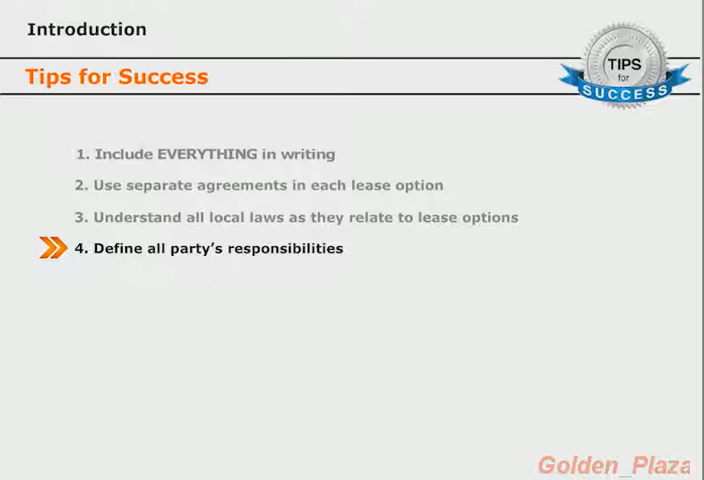 Introduction
Tips for Success
TIPS
for
SUCCESS
1. Include EVERYTHING in writing
2. Use separate agreements in each lease option
3. Understand all local laws as they relate to lease options
4. Define all party's responsibilities
Golden_Plaza